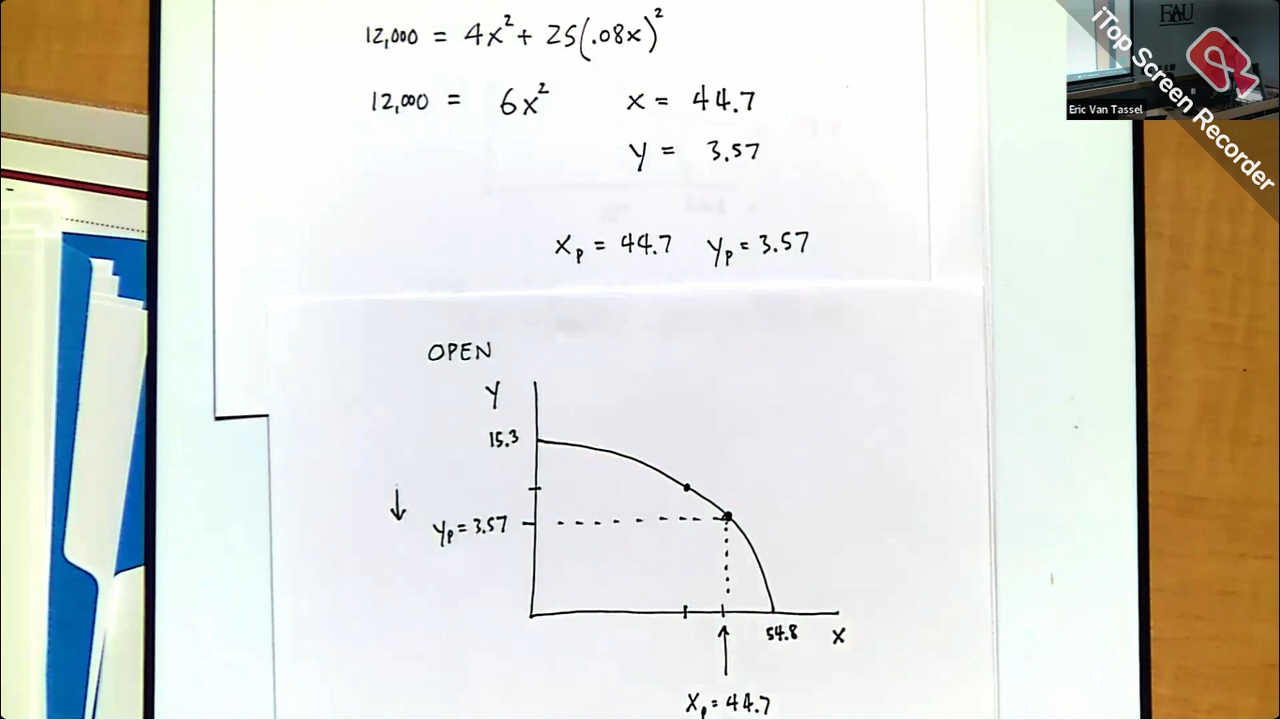 12,000 = 4x² + 25(.08x)²
12,000 = 6x² x = 44.7
y = 3.57
xₚ = 44.7 yₚ = 3.57
OPEN
Y
15.3
↓ yₚ = 3.57
54.8 X
xₚ = 44.7
FAU
Eric Van Tassel
iTop Screen Recorder